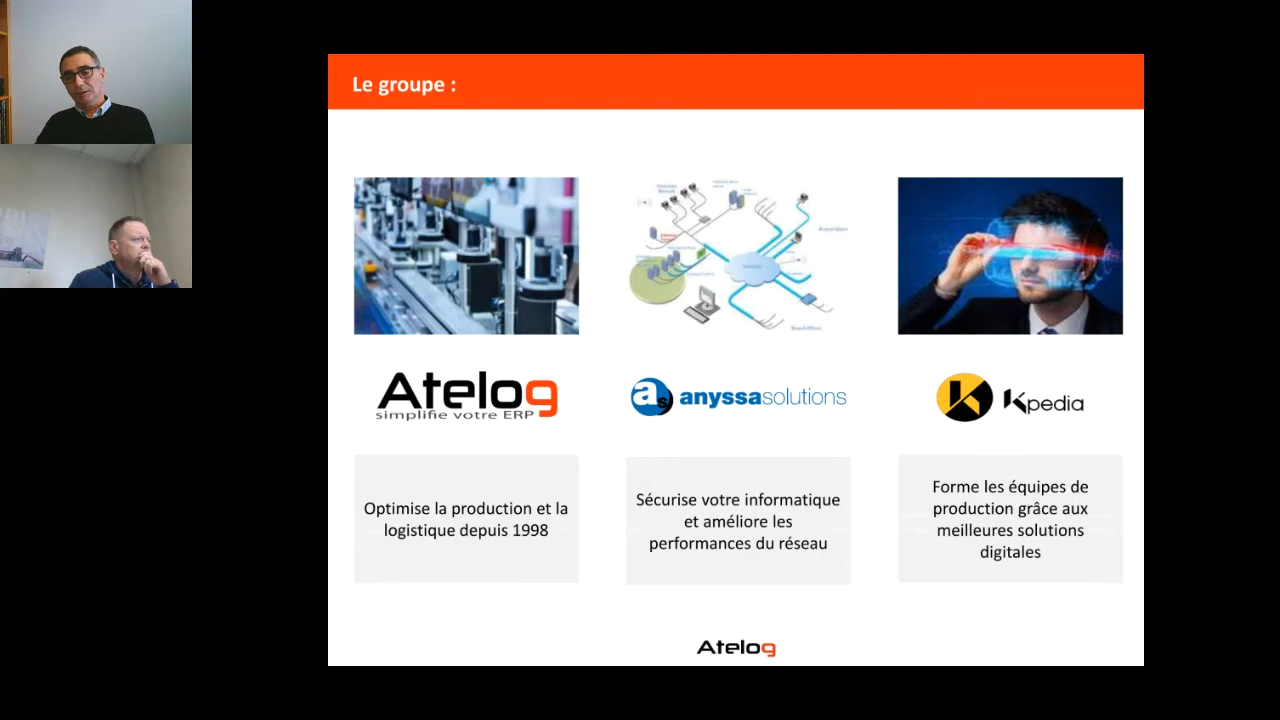 Le groupe :
Atelog
simplifie votre ERP
as anyssasolutions
Kpedia
Optimise la production et la
logistique depuis 1998
Sécurise votre informatique
et améliore les
performances du réseau
Forme les équipes de
production grâce aux
meilleures solutions
digitales
Atelog